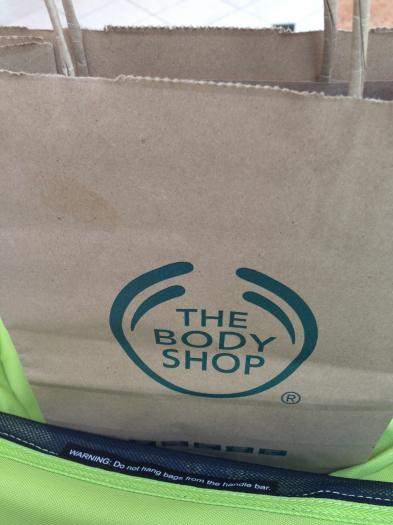 THE
BODY
SHOP
®
WARNING: Do not hang bags from the handle bar.